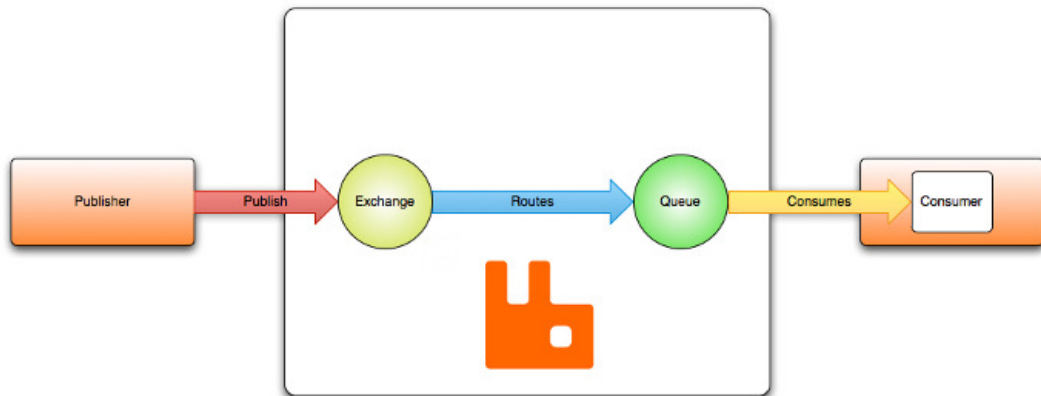 Publisher
Publish
Exchange
Routes
Queue
Consumes
Consumer